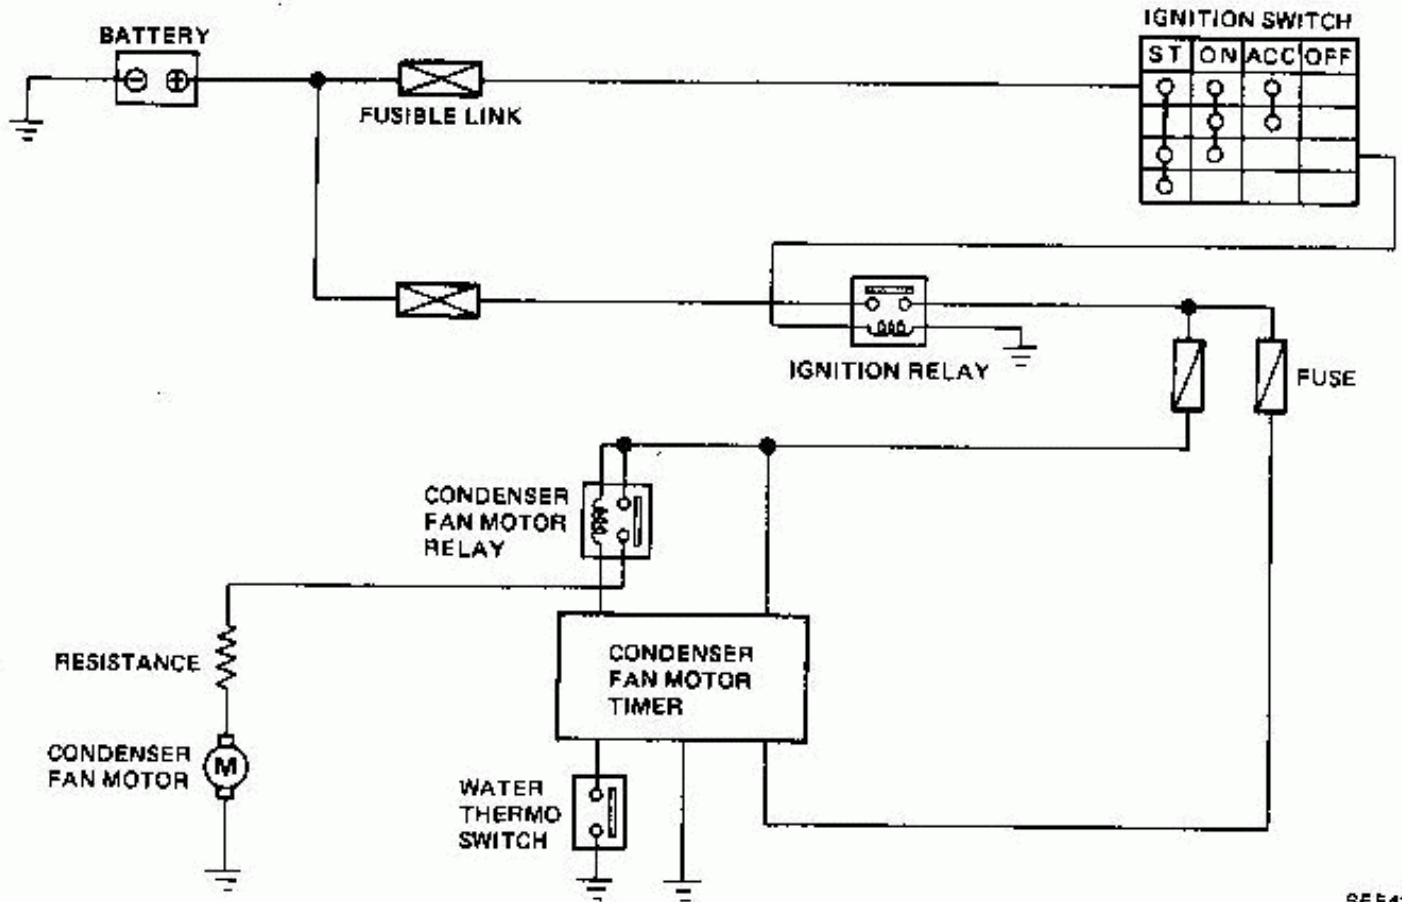 IGNITION SWITCH
BATTERY
ST ON ACC OFF
FUSIBLE LINK
IGNITION RELAY
FUSE
CONDENSER
FAN MOTOR
RELAY
RESISTANCE
CONDENSER
FAN MOTOR
TIMER
CONDENSER
FAN MOTOR
M
WATER
THERMO
SWITCH